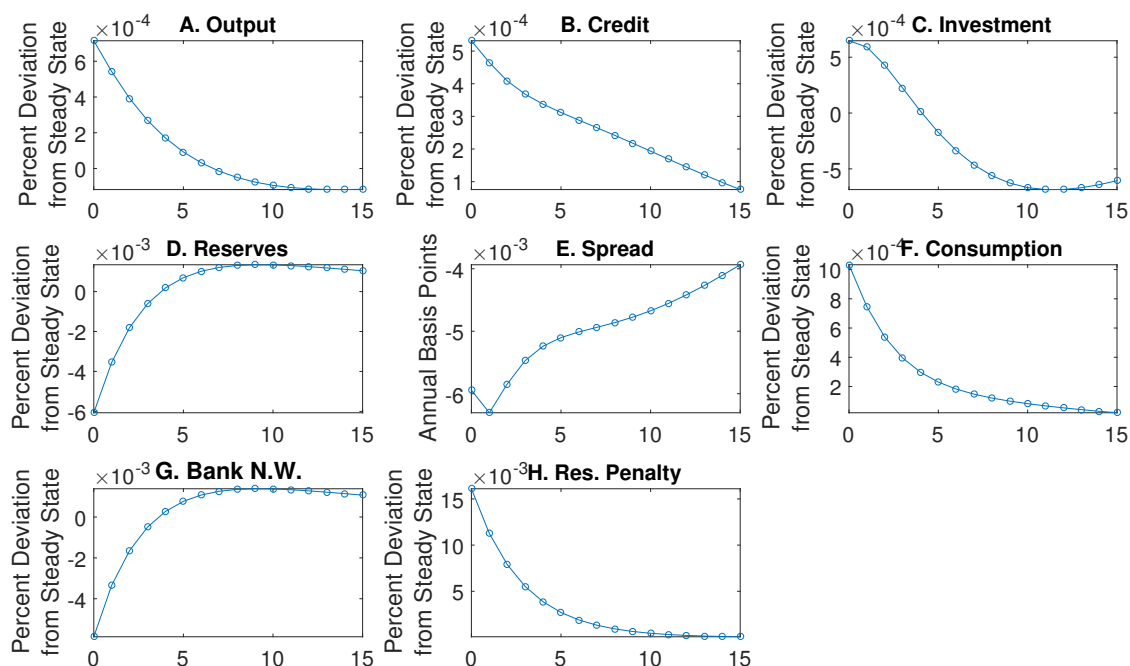 A. Output
×10^-4
Percent Deviation
from Steady State
6
4
2
0
0 5 10 15
B. Credit
×10^-4
Percent Deviation
from Steady State
5
4
3
2
1
0 5 10 15
C. Investment
×10^-4
Percent Deviation
from Steady State
5
0
-5
0 5 10 15
D. Reserves
×10^-3
Percent Deviation
from Steady State
0
-2
-4
-6
0 5 10 15
E. Spread
×10^-3
Annual Basis Points
-4
-5
-6
0 5 10 15
F. Consumption
×10^-4
Percent Deviation
from Steady State
10
8
6
4
2
0 5 10 15
G. Bank N.W.
×10^-3
Percent Deviation
from Steady State
0
-2
-4
0 5 10 15
H. Res. Penalty
×10^-3
Percent Deviation
from Steady State
15
10
5
0 5 10 15